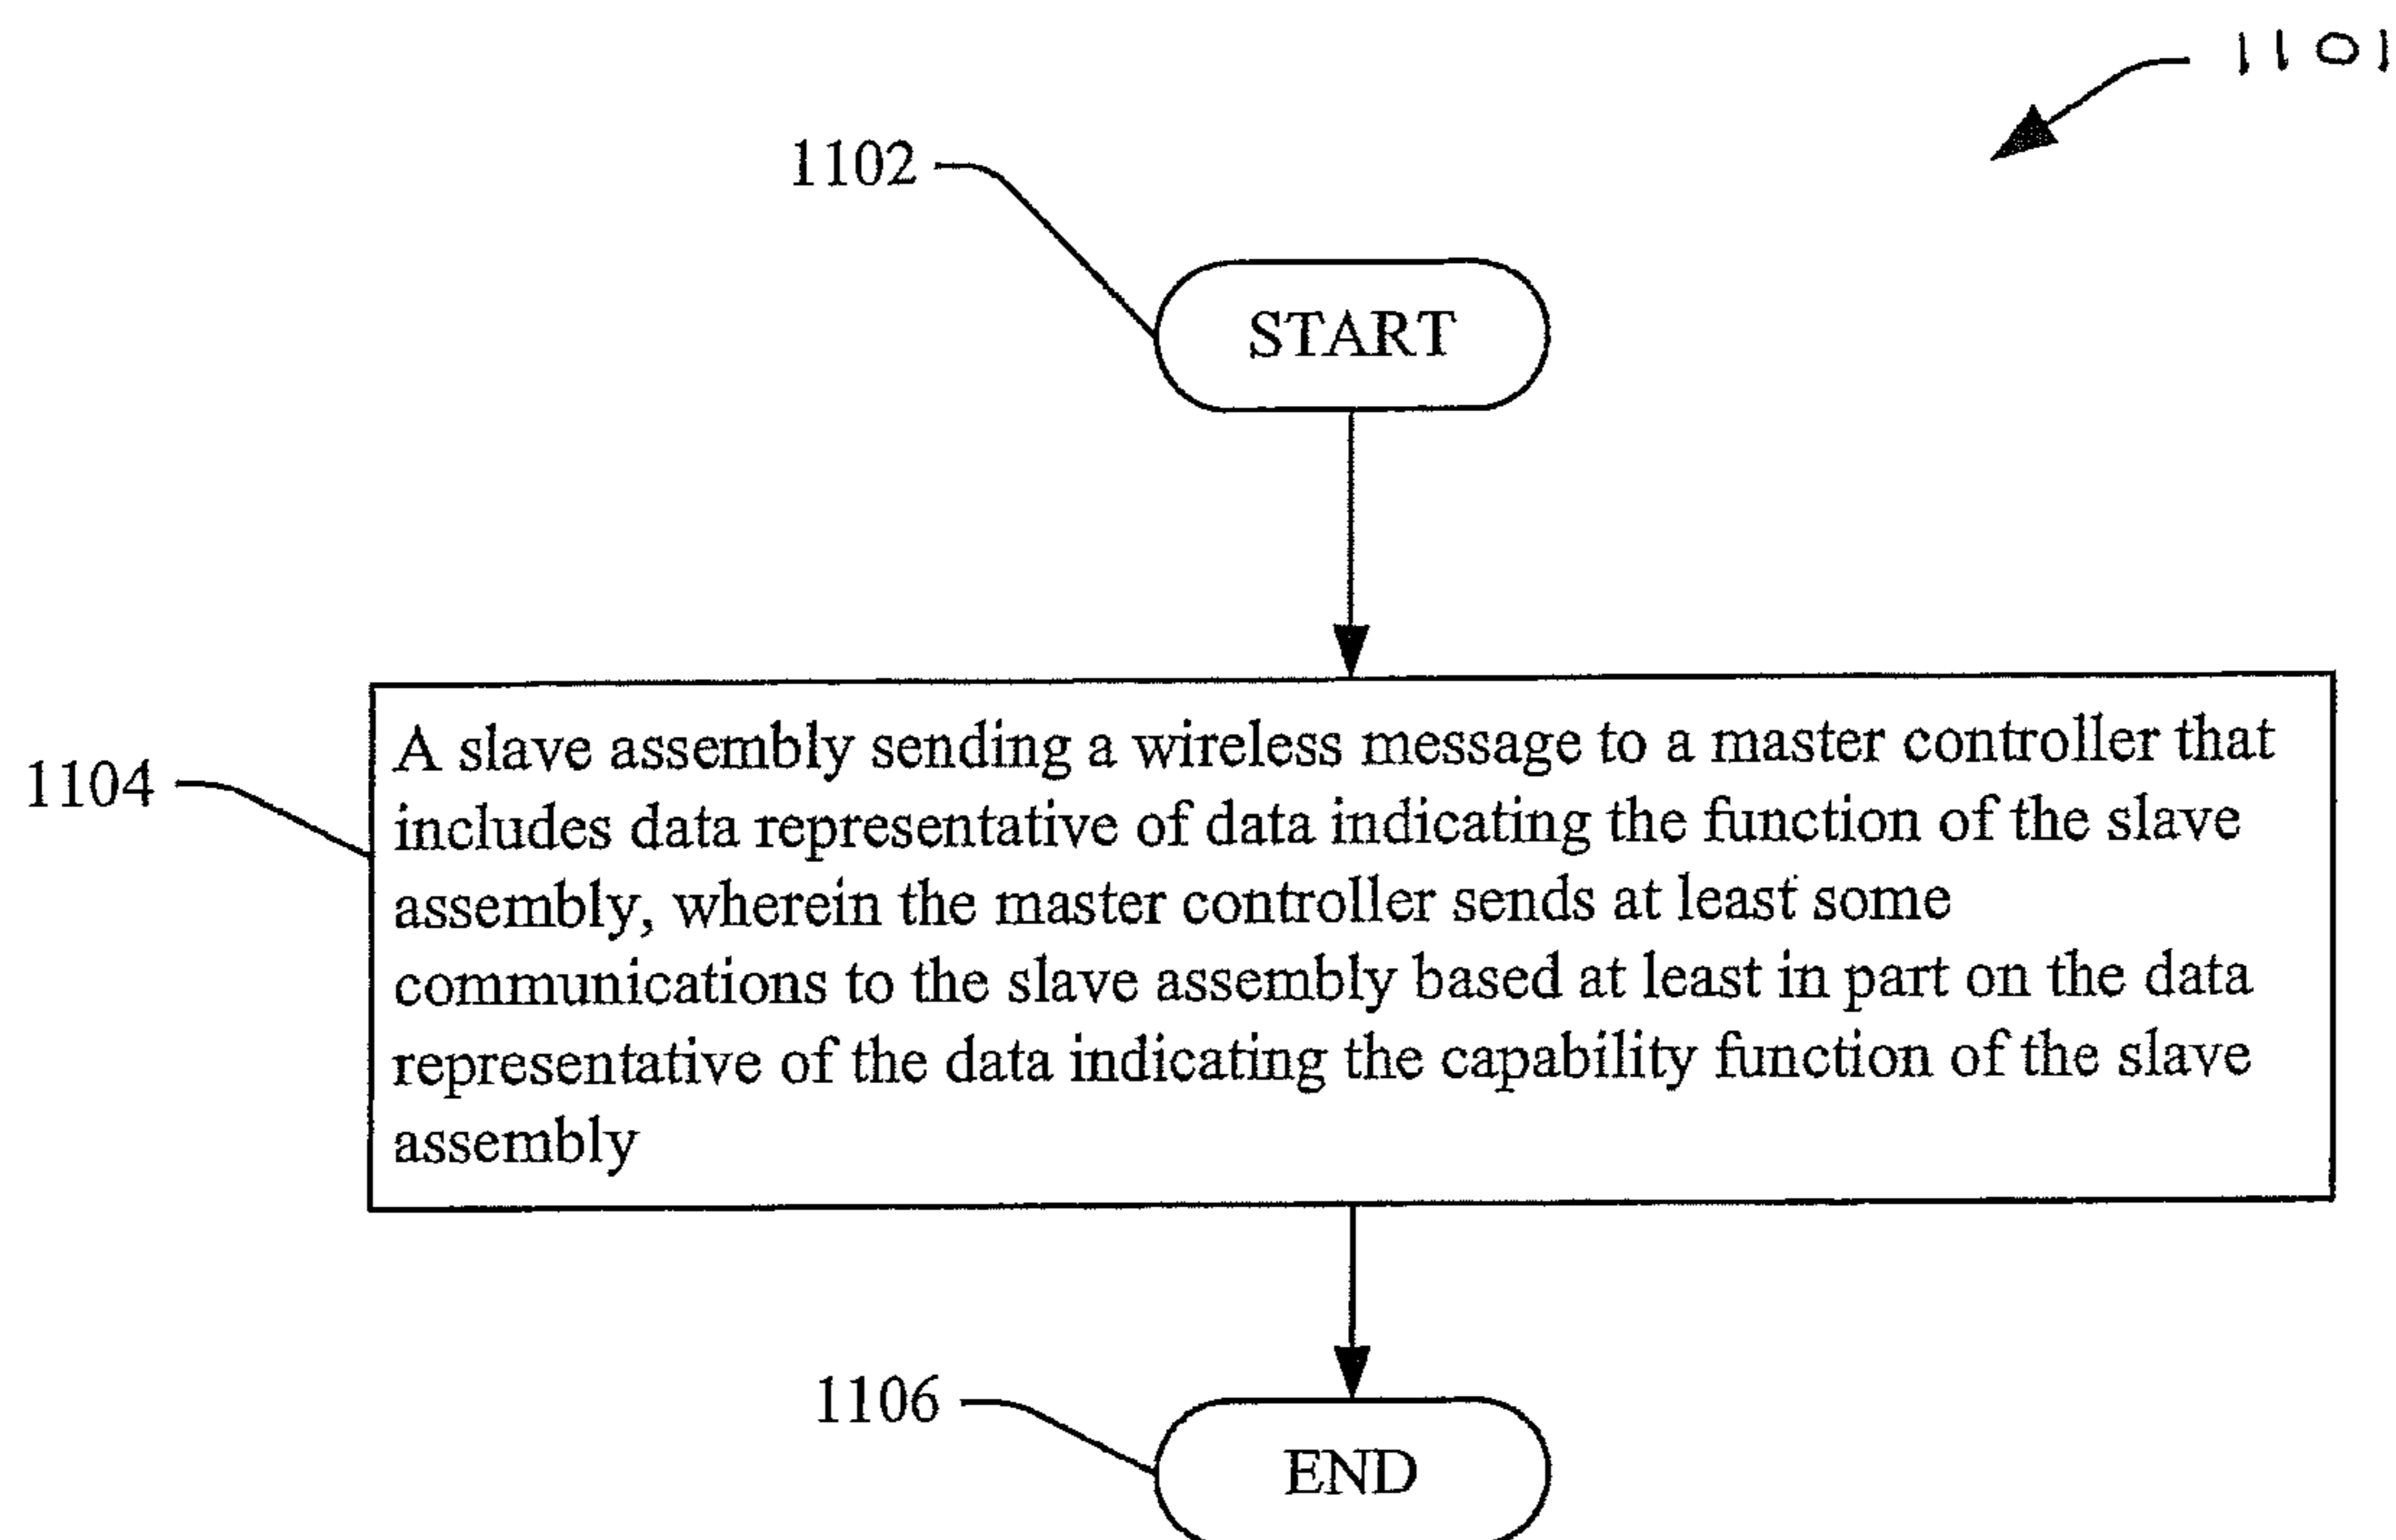 1101
1102
START
1104
A slave assembly sending a wireless message to a master controller that
includes data representative of data indicating the function of the slave
assembly, wherein the master controller sends at least some
communications to the slave assembly based at least in part on the data
representative of the data indicating the capability function of the slave
assembly
1106
END